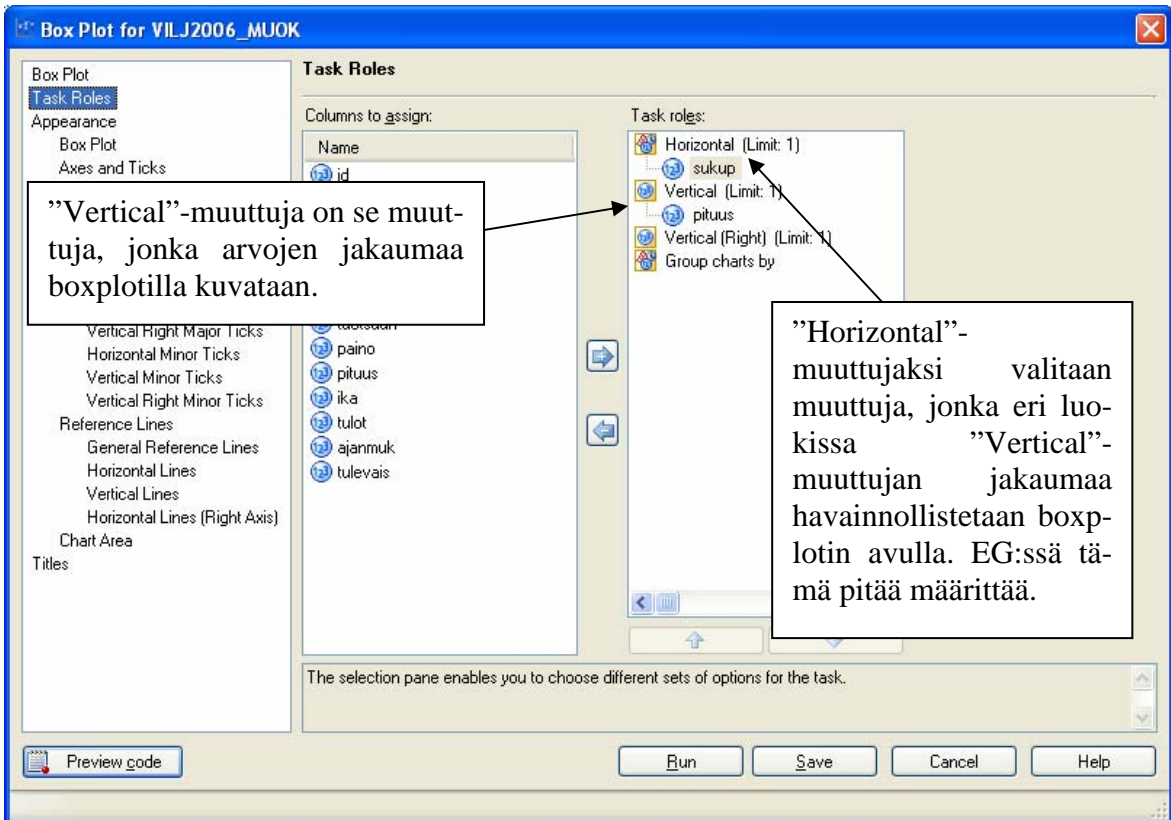 Box Plot for VILJ2006_MUOK
Box Plot
Task Roles
Appearance
Box Plot
Axes and Ticks
Vertical Right Major Ticks
Horizontal Minor Ticks
Vertical Minor Ticks
Vertical Right Minor Ticks
Reference Lines
General Reference Lines
Horizontal Lines
Vertical Lines
Horizontal Lines (Right Axis)
Chart Area
Titles
Task Roles
Columns to assign:
Name
id
paino
pituus
ika
tulot
ajanmuk
tulevais
Task roles:
Horizontal (Limit: 1)
sukup
Vertical (Limit: 1)
pituus
Vertical (Right) (Limit: 1)
Group charts by
”Vertical”-muuttuja on se muut-
tuja, jonka arvojen jakaumaa
boxplotilla kuvataan.
”Horizontal”-
muuttujaksi valitaan
muuttuja, jonka eri luo-
kissa ”Vertical”-
muuttujan jakaumaa
havainnollistetaan boxp-
lotin avulla. EG:ssä tä-
mä pitää määrittää.
The selection pane enables you to choose different sets of options for the task.
Preview code
Run
Save
Cancel
Help